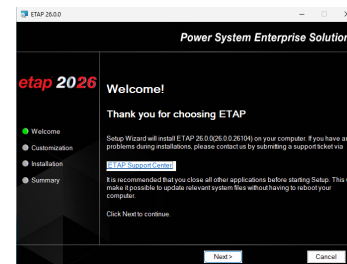 ETAP 26.0.0
Power System Enterprise Solution
etap 2026
Welcome!
Thank you for choosing ETAP
Welcome
Customization
Installation
Summary
Setup Wizard will install ETAP 26.0.0(26.0.0.26104) on your computer. If you have an
problems during installations, please contact us by submitting a support ticket via
ETAP Support Center!
It is recommended that you close all other applications before starting Setup. This
make it possible to update relevant system files without having to reboot your
computer.
Click Next to continue.
Next >
Cancel